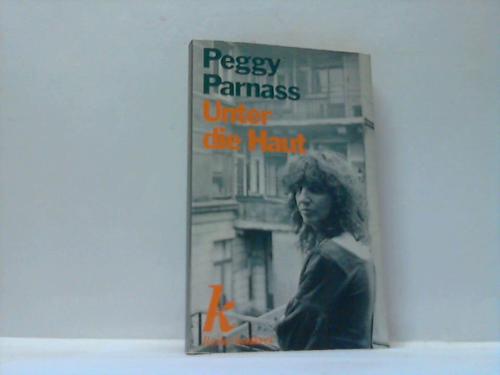 Peggy
Parnass
Unter
die Haut
k